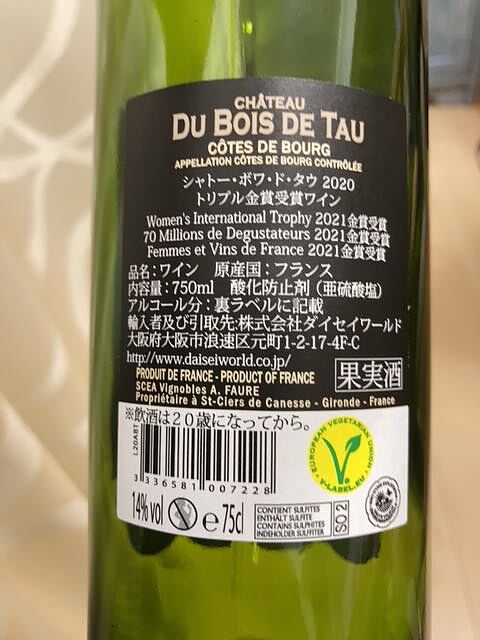 CHÂTEAU
DU BOIS DE TAU
CÔTES DE BOURG
APPELLATION CÔTES DE BOURG CONTRÔLÉE
シャトー・ボワ・ド・タウ 2020
トリプル金賞受賞ワイン
Women's International Trophy 2021金賞受賞
70 Millions de Degustateurs 2021金賞受賞
Femmes et Vins de France 2021金賞受賞
品名：ワイン 原産国：フランス
内容量：750ml 酸化防止剤（亜硫酸塩）
アルコール分：裏ラベルに記載
輸入者及び引取先:株式会社ダイセイワールド
大阪府大阪市浪速区元町1-2-17-4F-C
http://www.daiseiworld.co.jp/
果実酒
PRODUIT DE FRANCE - PRODUCT OF FRANCE
SCEA Vignobles A. FAURE
Propriétaire à St-Ciers de Canesse - Gironde - France
※飲酒は20歳になってから。
L20ABT
3 336581 007228
EUROPEAN VEGETARIAN UNION
V-LABEL.EU
14% vol
e 75cl
CONTIENT SULFITES
ENTHÄLT SULFITE
CONTAINS SULPHITES
INDEHOLDER SULFITTER
SO2